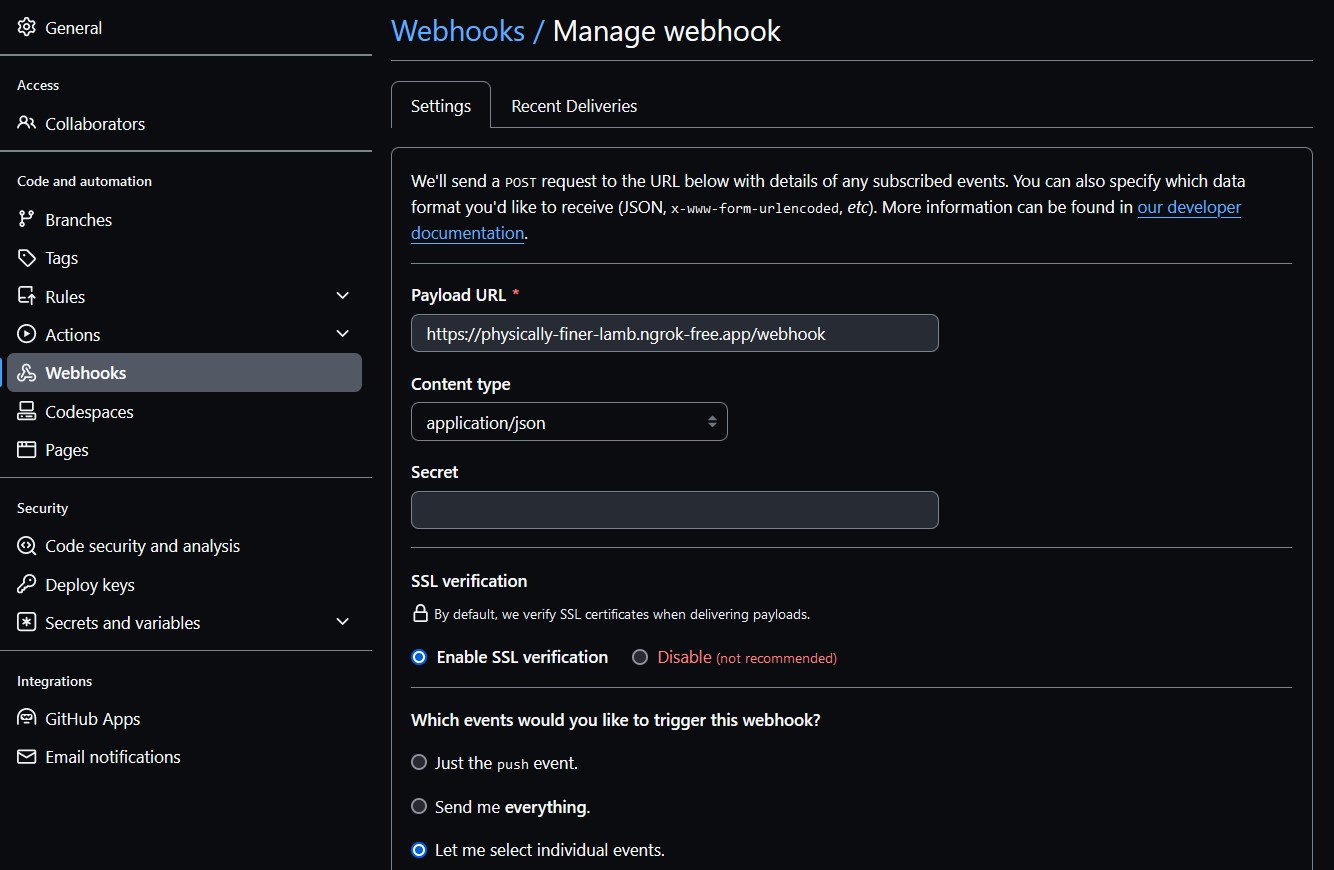 General
Access
Collaborators
Code and automation
Branches
Tags
Rules
Actions
Webhooks
Codespaces
Pages
Security
Code security and analysis
Deploy keys
Secrets and variables
Integrations
GitHub Apps
Email notifications
Webhooks / Manage webhook
Settings
Recent Deliveries
We'll send a POST request to the URL below with details of any subscribed events. You can also specify which data
format you'd like to receive (JSON, x-www-form-urlencoded, etc). More information can be found in our developer
documentation.
Payload URL *
https://physically-finer-lamb.ngrok-free.app/webhook
Content type
application/json
Secret
SSL verification
By default, we verify SSL certificates when delivering payloads.
Enable SSL verification
Disable (not recommended)
Which events would you like to trigger this webhook?
Just the push event.
Send me everything.
Let me select individual events.